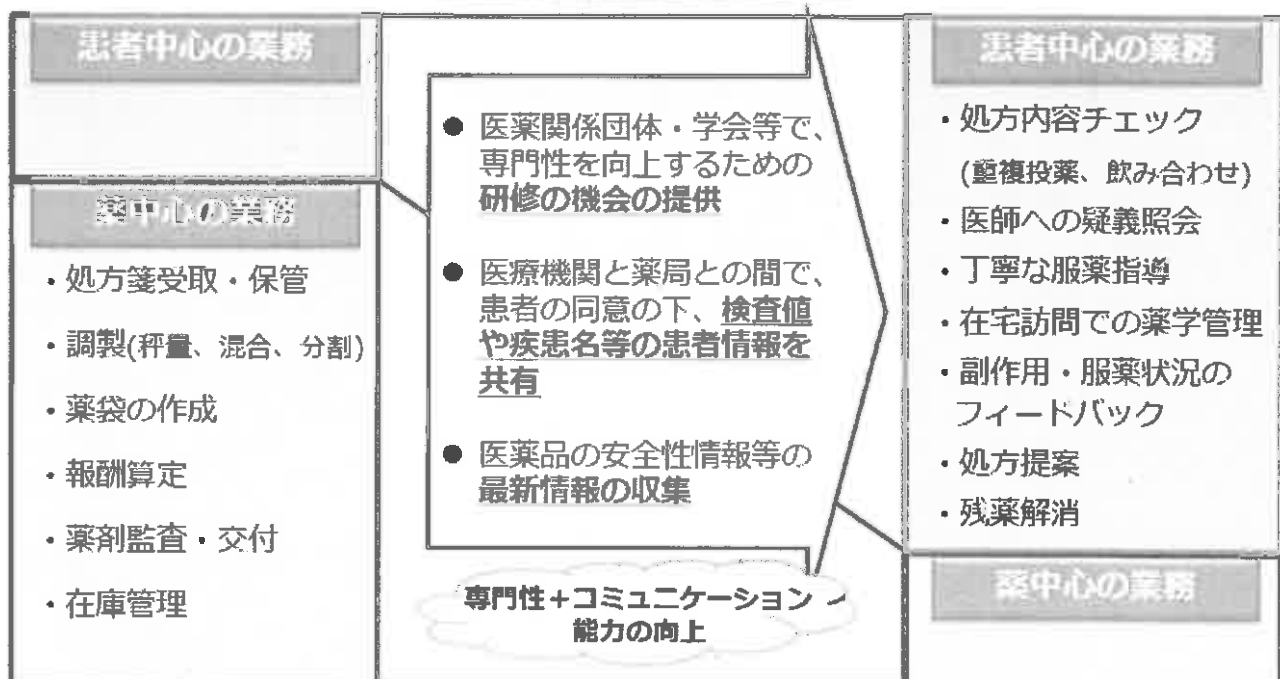 患者中心の業務
薬中心の業務
・処方箋受取・保管
・調製(秤量、混合、分割)
・薬袋の作成
・報酬算定
・薬剤監査・交付
・在庫管理
● 医薬関係団体・学会等で、
専門性を向上するための
研修の機会の提供
● 医療機関と薬局との間で、
患者の同意の下、検査値
や疾患名等の患者情報を
共有
● 医薬品の安全性情報等の
最新情報の収集
専門性+コミュニケーション
能力の向上
患者中心の業務
・処方内容チェック
(重複投薬、飲み合わせ)
・医師への疑義照会
・丁寧な服薬指導
・在宅訪問での薬学管理
・副作用・服薬状況の
フィードバック
・処方提案
・残薬解消
薬中心の業務